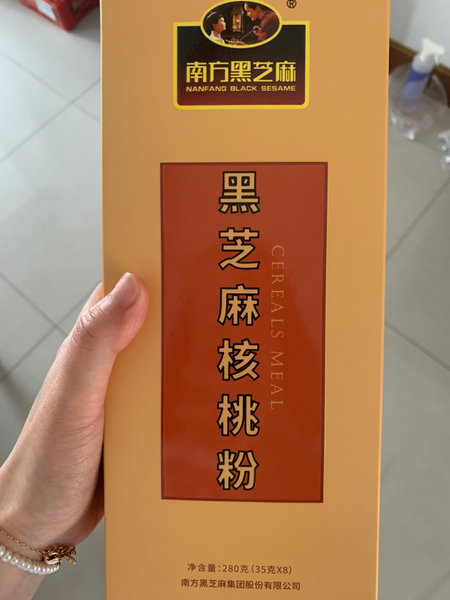 ®
南方黑芝麻
NANFANG BLACK SESAME
黑芝麻核桃粉
CEREALS MEAL
净含量：280克（35克X8）
南方黑芝麻集团股份有限公司